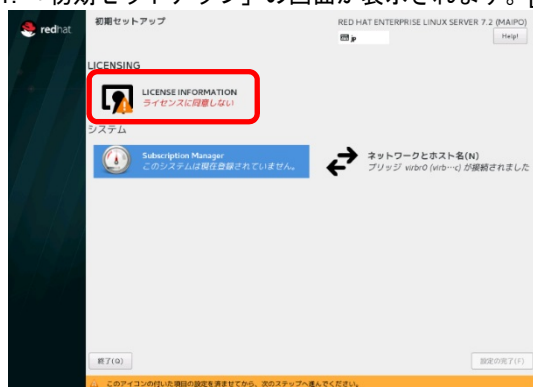 「初期セットアップ」の画面が表示されます。
redhat
初期セットアップ
RED HAT ENTERPRISE LINUX SERVER 7.2 (MAIPO)
jp
Help!
LICENSING
LICENSE INFORMATION
ライセンスに同意しない
システム
Subscription Manager
このシステムは現在登録されていません。
ネットワークとホスト名(N)
ブリッジ virbr0 (virb…c) が接続されました
終了(Q)
設定の完了(F)
このアイコンの付いた項目の設定を済ませてから、次のステップへ進んでください。